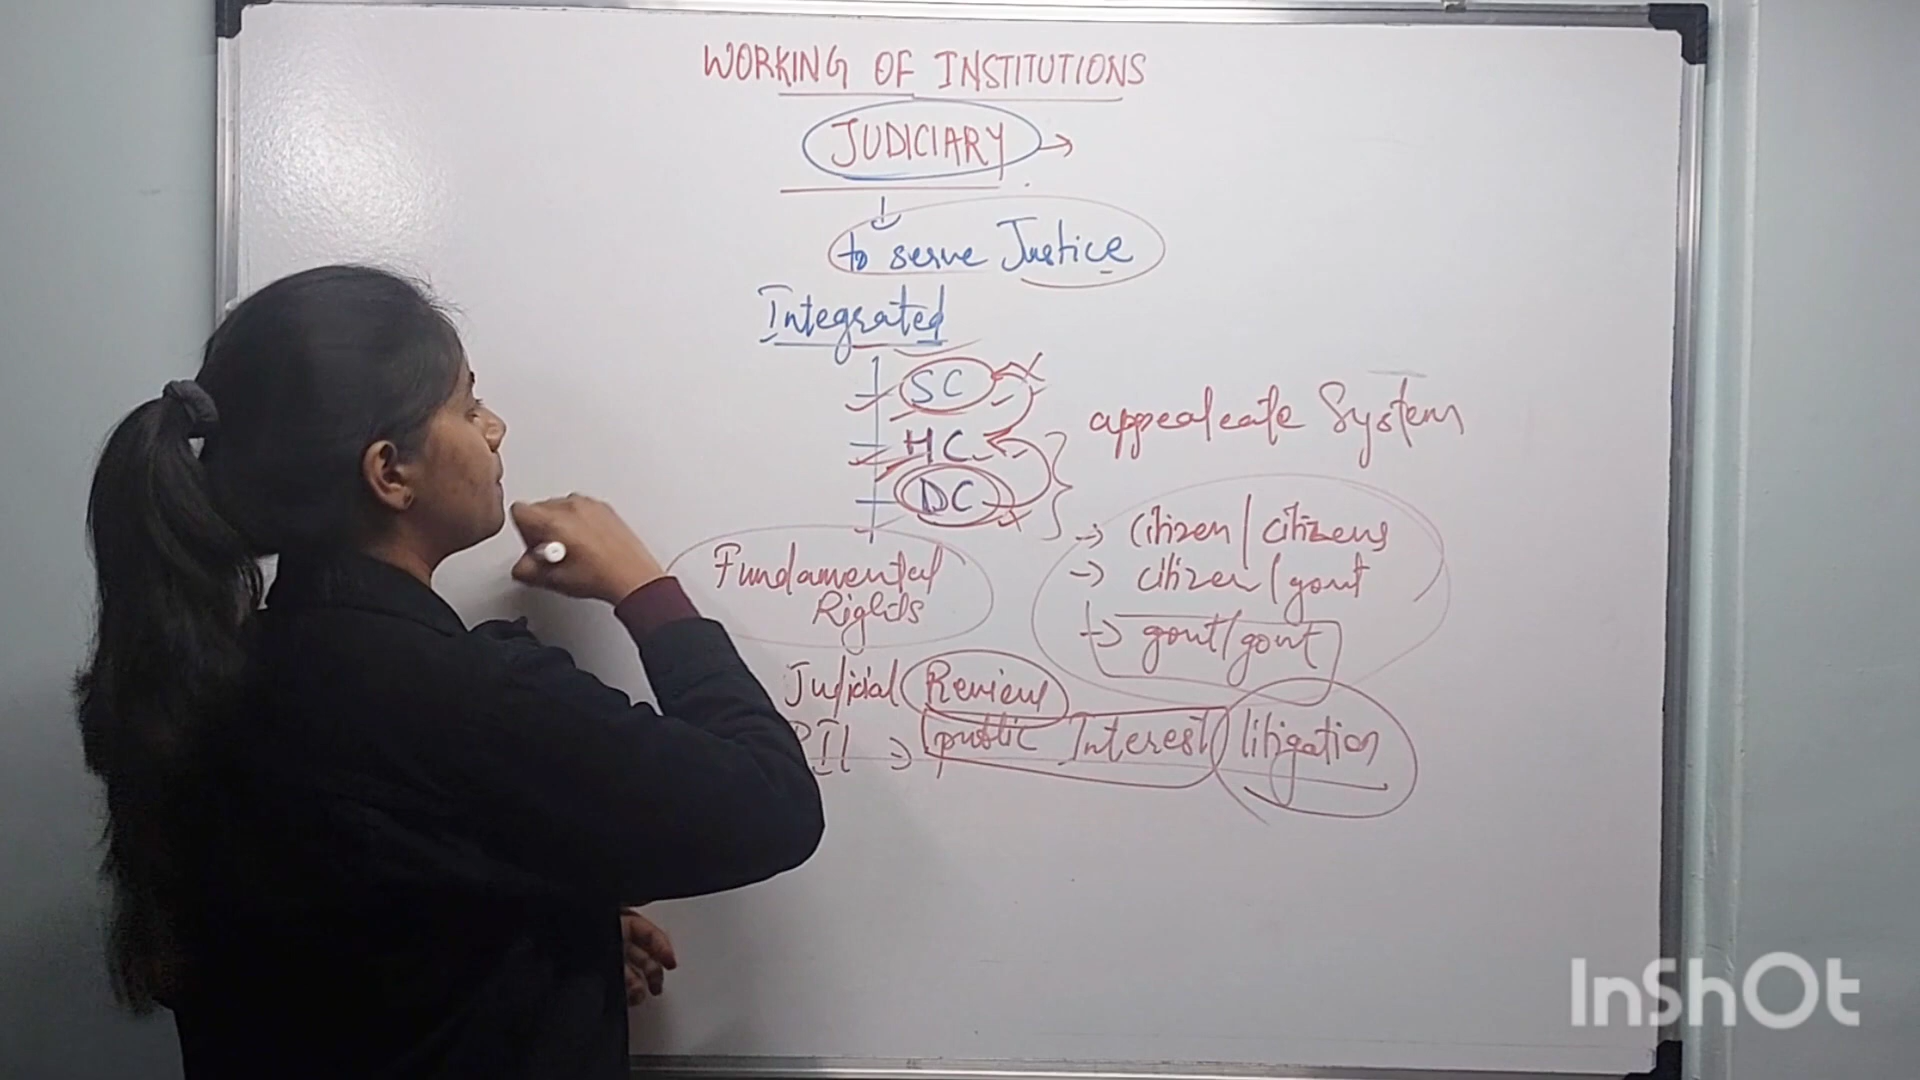 WORKING OF INSTITUTIONS
JUDICIARY →
to serve Justice
Integrated
SC
HC
DC
appealeate System
→ citizen / citizens
→ citizen / govt
→ govt / govt
Fundamental
Rights
Judicial Review
PIL → public Interest litigation
InShOt